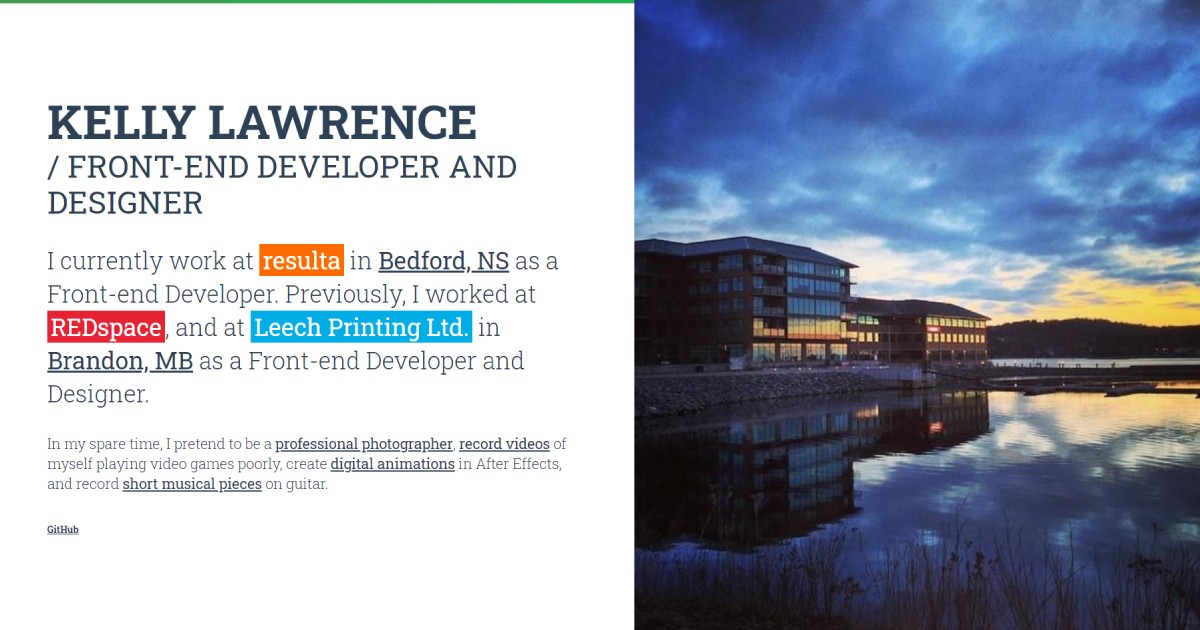 KELLY LAWRENCE
/ FRONT-END DEVELOPER AND
DESIGNER
I currently work at resulta in Bedford, NS as a
Front-end Developer. Previously, I worked at
REDspace, and at Leech Printing Ltd. in
Brandon, MB as a Front-end Developer and
Designer.
In my spare time, I pretend to be a professional photographer, record videos of
myself playing video games poorly, create digital animations in After Effects,
and record short musical pieces on guitar.
GitHub